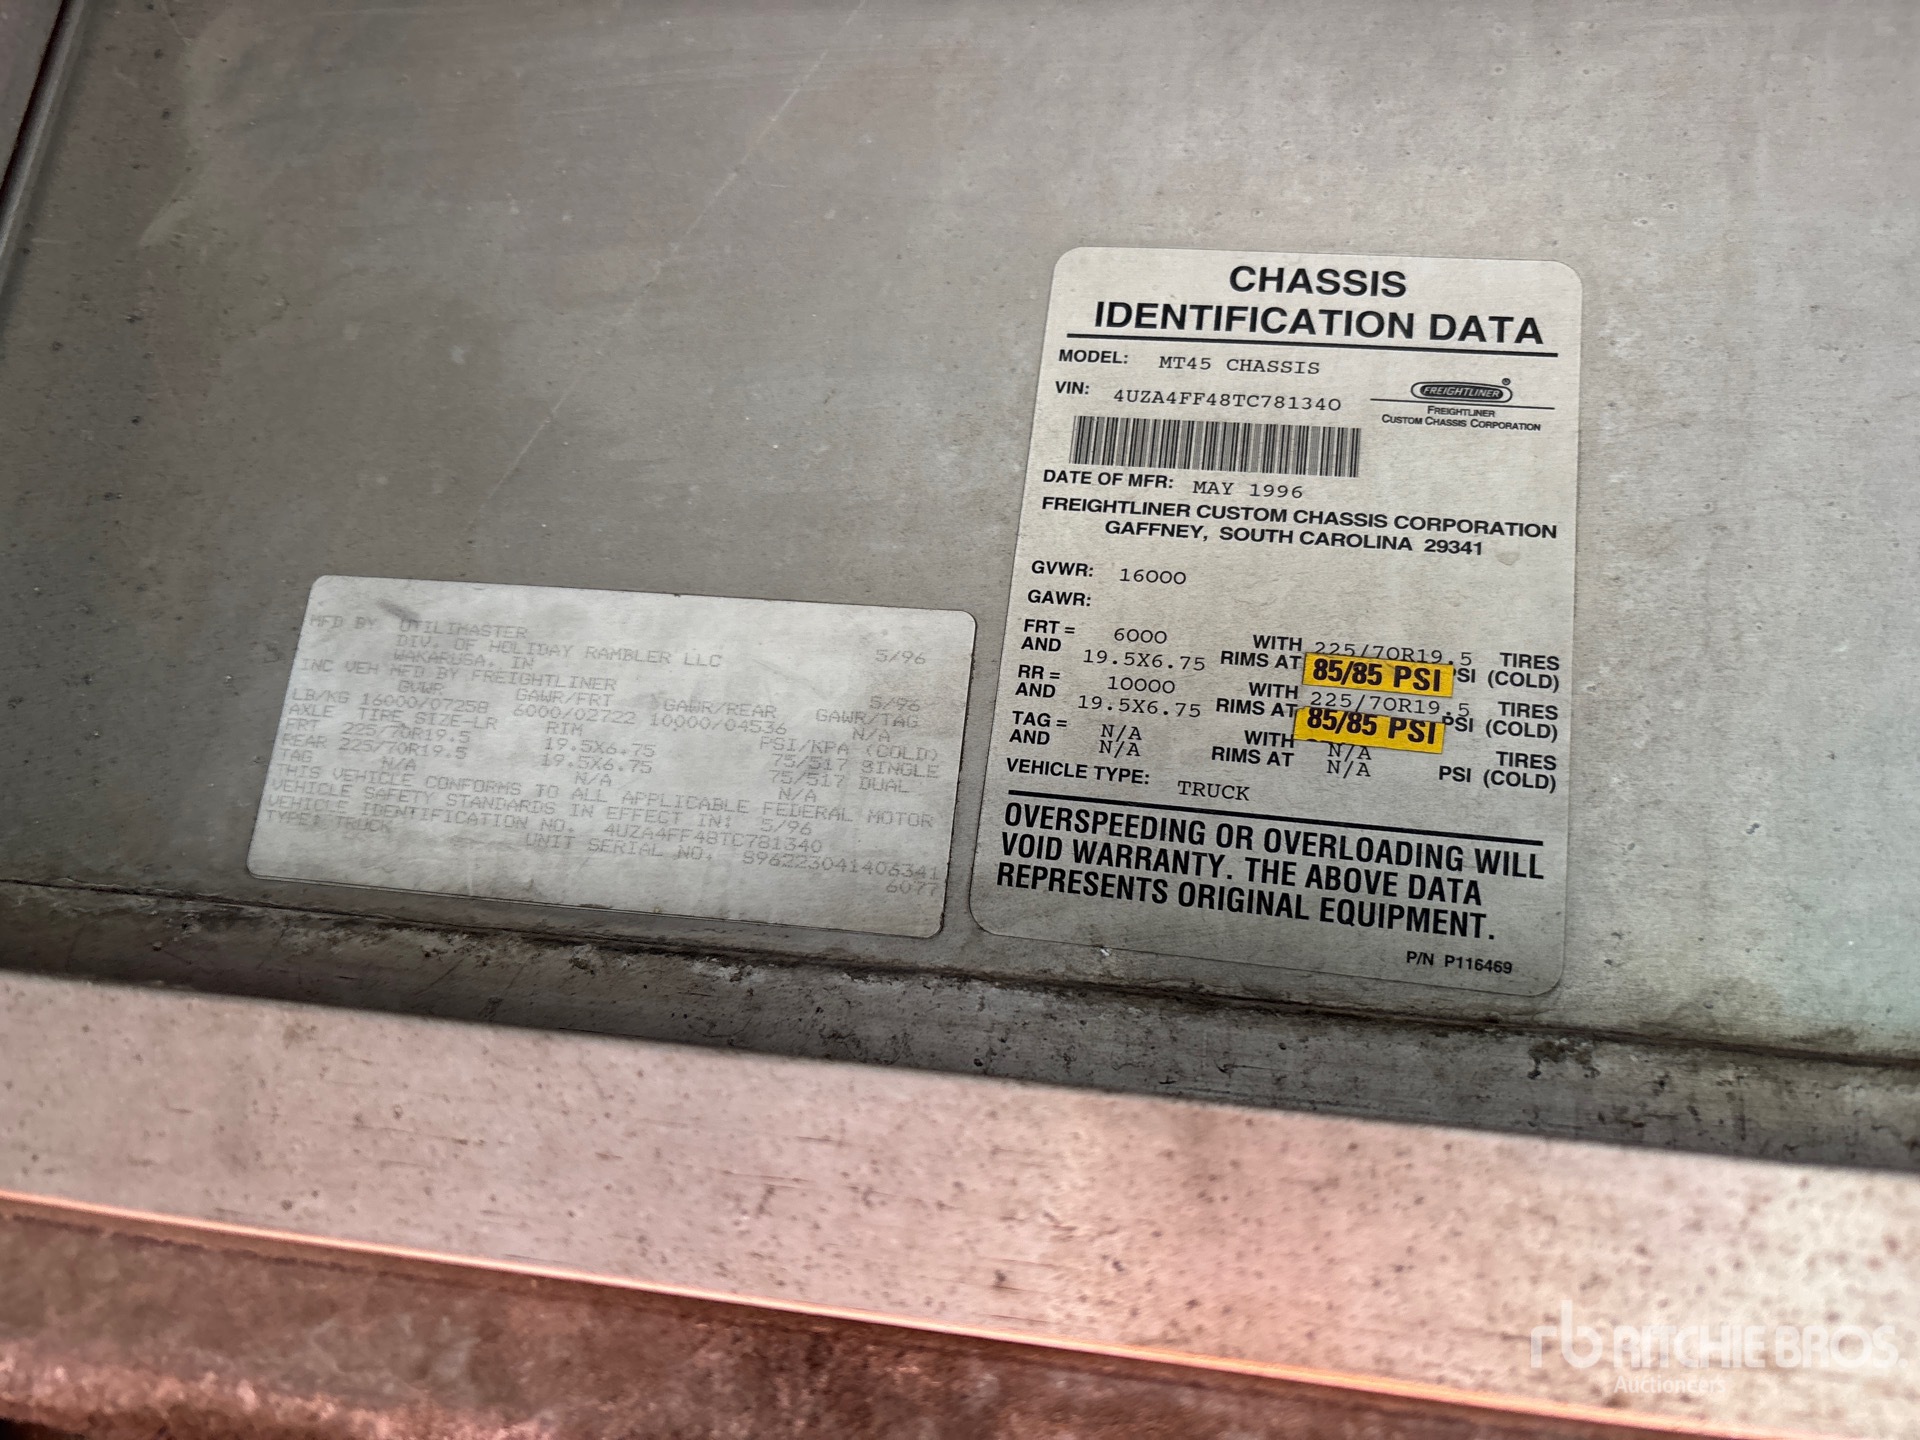 MFD BY UTILIMASTER
DIV. OF HOLIDAY RAMBLER LLC 5/96
WAKARUSA, IN
INC VEH MFD BY FREIGHTLINER 5/96
GVWR GAWR/FRT GAWR/REAR GAWR/TAG
LB/KG 16000/07258 6000/02722 10000/04536 N/A
AXLE TIRE SIZE-LR RIM PSI/KPA (COLD)
FRT 225/70R19.5 19.5X6.75 75/517 SINGLE
REAR 225/70R19.5 19.5X6.75 75/517 DUAL
TAG N/A N/A N/A
THIS VEHICLE CONFORMS TO ALL APPLICABLE FEDERAL MOTOR
VEHICLE SAFETY STANDARDS IN EFFECT IN: 5/96
VEHICLE IDENTIFICATION NO. 4UZA4FF48TC781340
TYPE: TRUCK UNIT SERIAL NO. 896223041406341
6077
CHASSIS
IDENTIFICATION DATA
MODEL: MT45 CHASSIS
VIN: 4UZA4FF48TC781340
FREIGHTLINER
FREIGHTLINER
CUSTOM CHASSIS CORPORATION
DATE OF MFR: MAY 1996
FREIGHTLINER CUSTOM CHASSIS CORPORATION
GAFFNEY, SOUTH CAROLINA 29341
GVWR: 16000
GAWR:
FRT = 6000 WITH 225/70R19.5 TIRES
AND 19.5X6.75 RIMS AT 85/85 PSI PSI (COLD)
RR = 10000 WITH 225/70R19.5 TIRES
AND 19.5X6.75 RIMS AT 85/85 PSI PSI (COLD)
TAG = N/A WITH N/A TIRES
AND N/A RIMS AT N/A PSI (COLD)
VEHICLE TYPE: TRUCK
OVERSPEEDING OR OVERLOADING WILL
VOID WARRANTY. THE ABOVE DATA
REPRESENTS ORIGINAL EQUIPMENT.
P/N P116469
rb RITCHIE BROS.
Auctioneers